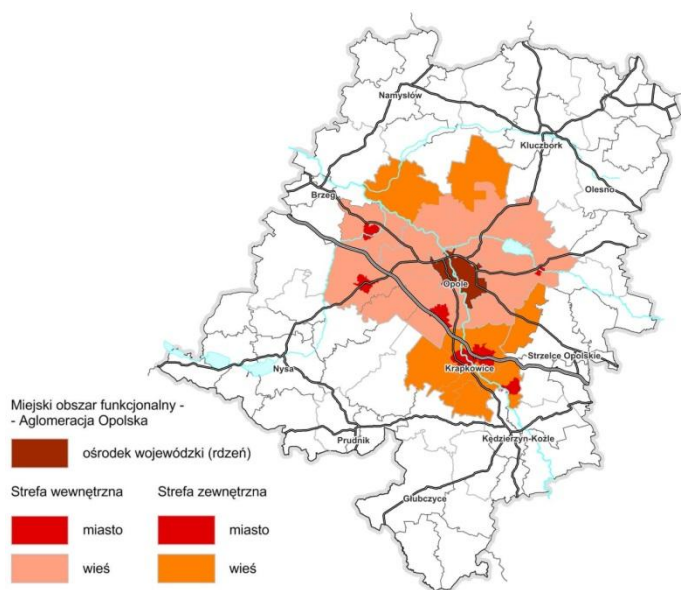 Namysłów
Kluczbork
Olesno
Brzeg
Opole
Strzelce Opolskie
Krapkowice
Nysa
Prudnik
Kędzierzyn-Koźle
Głubczyce
Miejski obszar funkcjonalny -
- Aglomeracja Opolska
ośrodek wojewódzki (rdzeń)
Strefa wewnętrzna
Strefa zewnętrzna
miasto
miasto
wieś
wieś